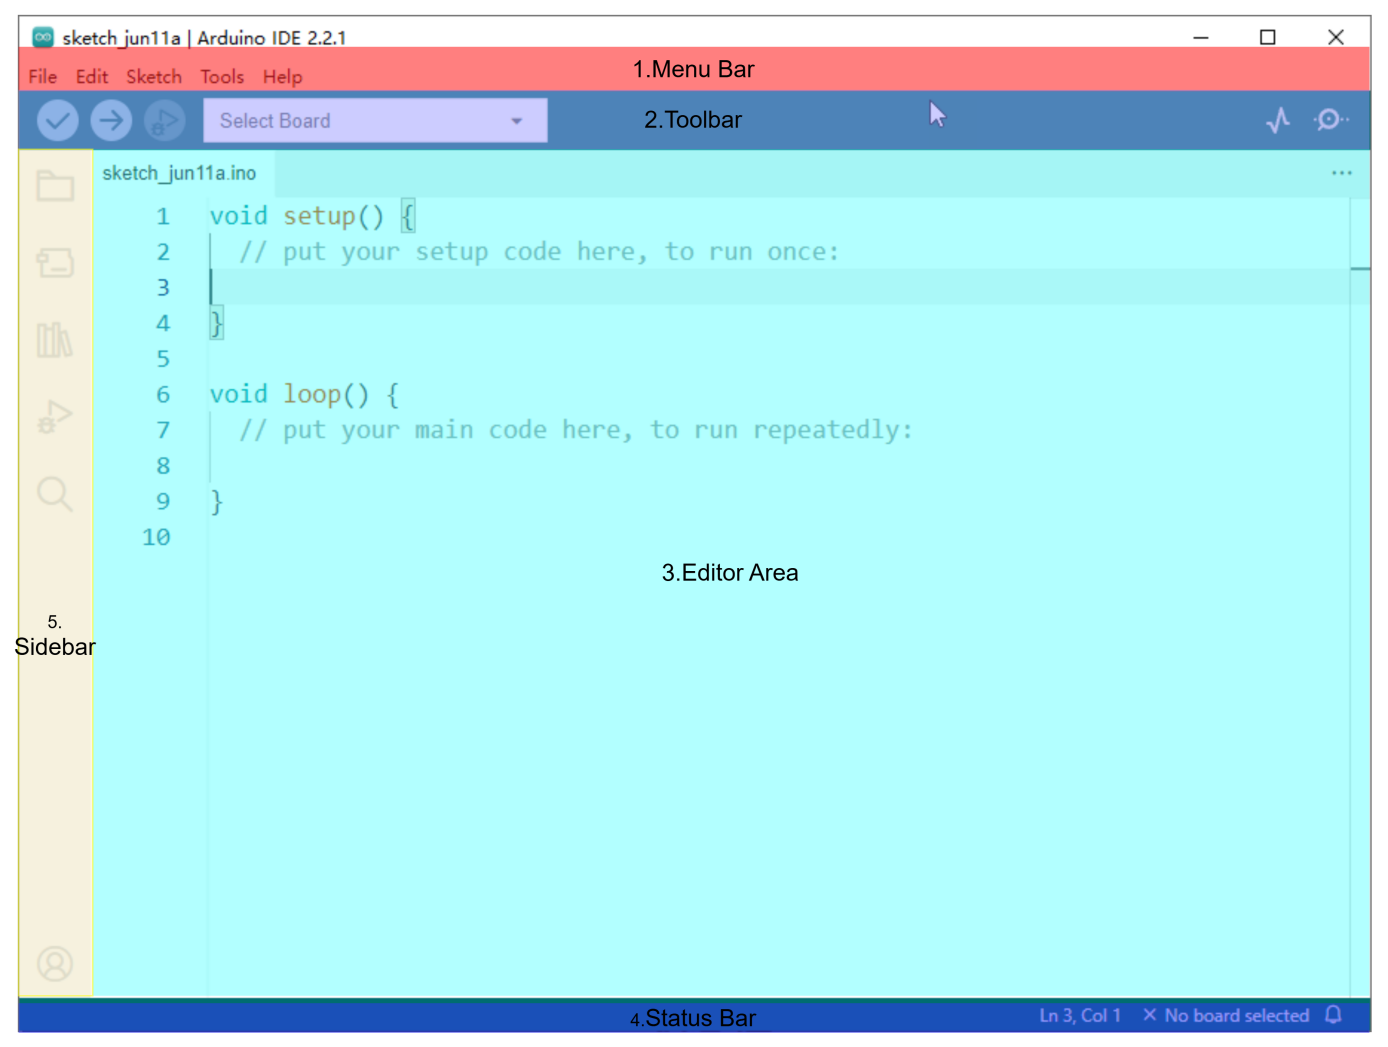 sketch_jun11a | Arduino IDE 2.2.1
File Edit Sketch Tools Help
1.Menu Bar
Select Board
2.Toolbar
sketch_jun11a.ino
1 void setup() {
2 // put your setup code here, to run once:
3
4 }
5
6 void loop() {
7 // put your main code here, to run repeatedly:
8
9 }
10
3.Editor Area
5.
Sidebar
4.Status Bar
Ln 3, Col 1 × No board selected